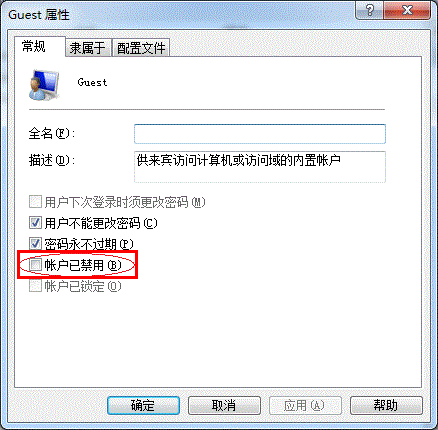 Guest 属性
常规 隶属于 配置文件
Guest
全名(F):
描述(D): 供来宾访问计算机或访问域的内置帐户
用户下次登录时须更改密码(M)
用户不能更改密码(C)
密码永不过期(P)
帐户已禁用(B)
帐户已锁定(O)
确定 取消 应用(A) 帮助